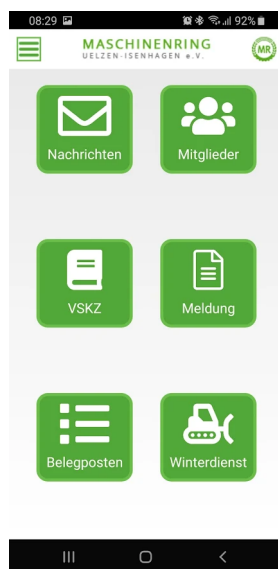 08:29 92%
MASCHINENRING
UELZEN-ISENHAGEN e.V.
MR
Nachrichten Mitglieder
VSKZ Meldung
Belegposten Winterdienst